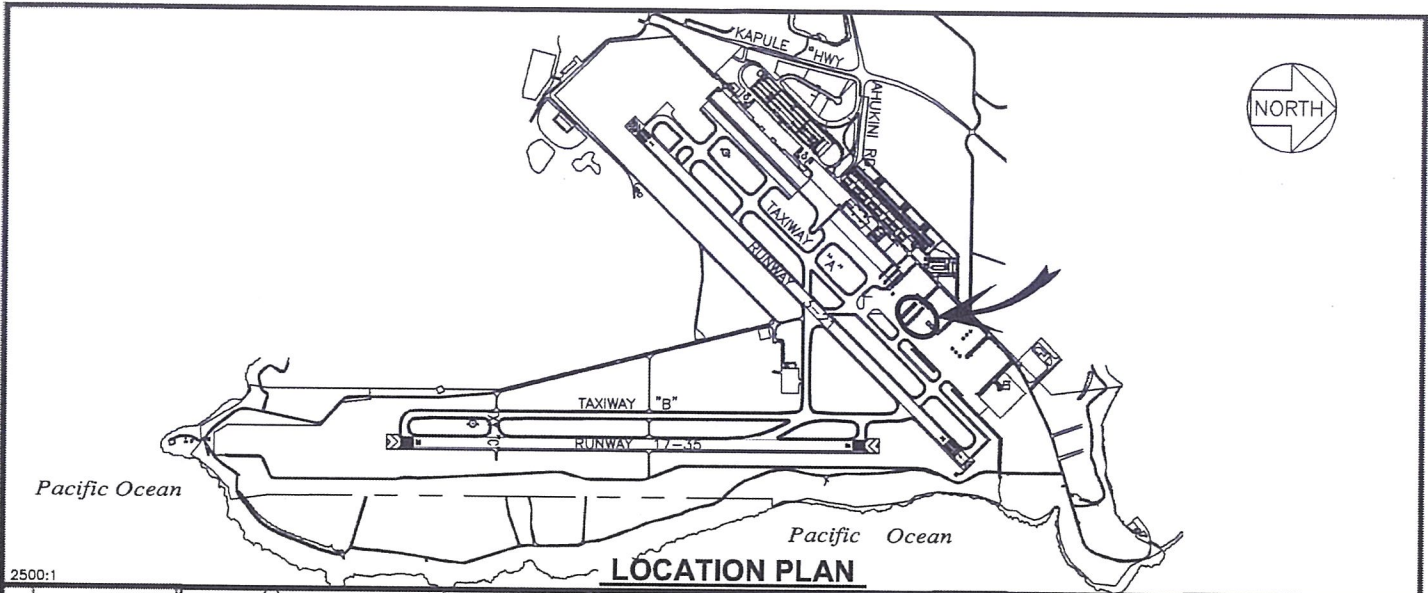 KAPULE HWY
NORTH
AHUKINI RD
TAXIWAY "A"
RUNWAY
TAXIWAY "B"
RUNWAY 17-35
Pacific Ocean
Pacific Ocean
2500:1
LOCATION PLAN